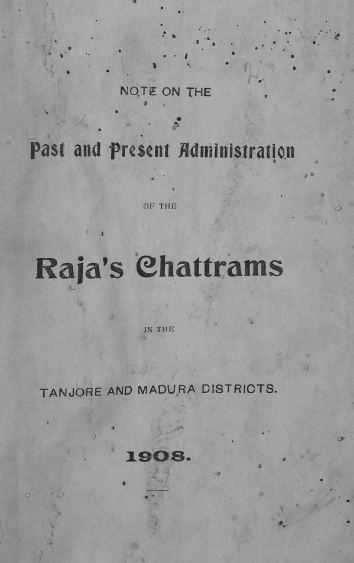 NOTE ON THE
Past and Present Administration
OF THE
Raja's Chattrams
IN THE
TANJORE AND MADURA DISTRICTS.
1908.